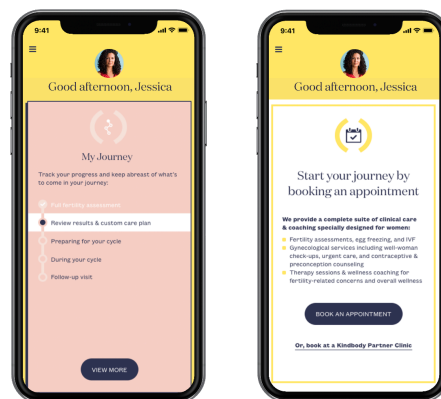 9:41
Good afternoon, Jessica
My Journey
Track your progress and keep abreast of what's
to come in your journey:
Full fertility assessment
Review results & custom care plan
Preparing for your cycle
During your cycle
Follow-up visit
VIEW MORE
9:41
Good afternoon, Jessica
Start your journey by
booking an appointment
We provide a complete suite of clinical care
& coaching specially designed for women:
Fertility assessments, egg freezing, and IVF
Gynecological services including well-woman
check-ups, urgent care, and contraceptive &
preconception counseling
Therapy sessions & wellness coaching for
fertility-related concerns and overall wellness
BOOK AN APPOINTMENT
Or, book at a Kindbody Partner Clinic